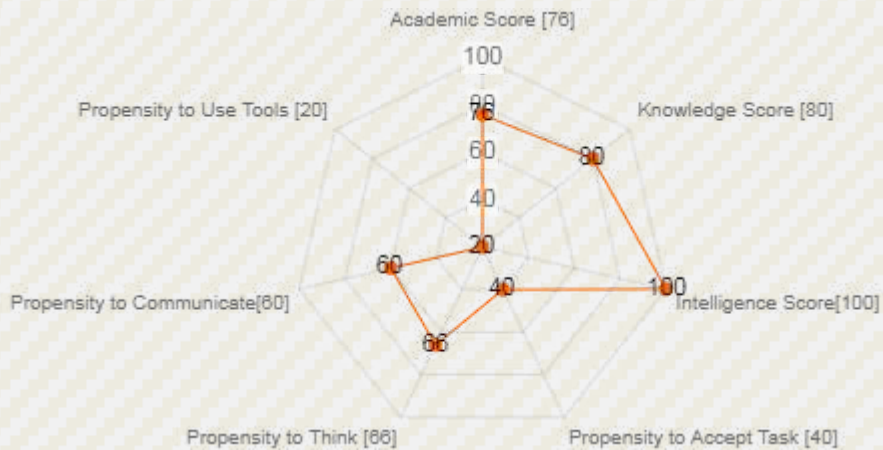 Academic Score [76]
100
Propensity to Use Tools [20]
Knowledge Score [80]
80
76
60
80
40
20
60
40
100
Propensity to Communicate[60]
Intelligence Score[100]
66
Propensity to Think [66]
Propensity to Accept Task [40]